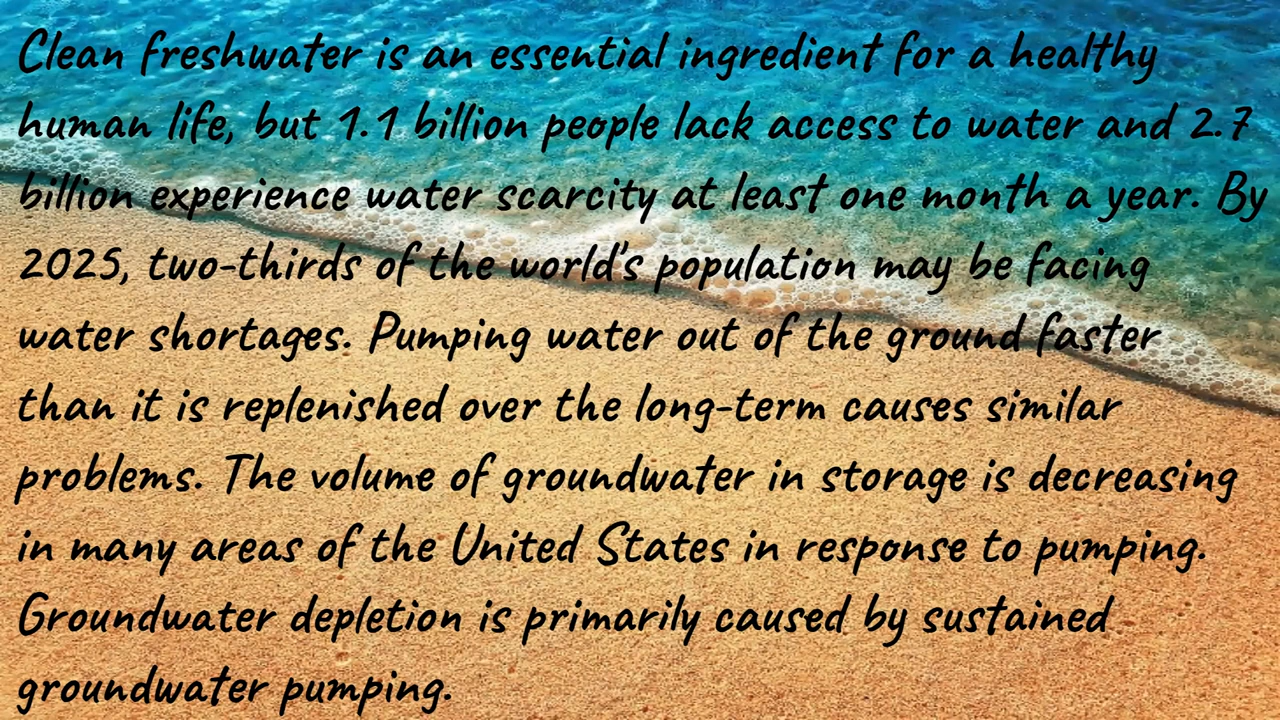 Clean freshwater is an essential ingredient for a healthy
human life, but 1.1 billion people lack access to water and 2.7
billion experience water scarcity at least one month a year. By
2025, two-thirds of the world's population may be facing
water shortages. Pumping water out of the ground faster
than it is replenished over the long-term causes similar
problems. The volume of groundwater in storage is decreasing
in many areas of the United States in response to pumping.
Groundwater depletion is primarily caused by sustained
groundwater pumping.